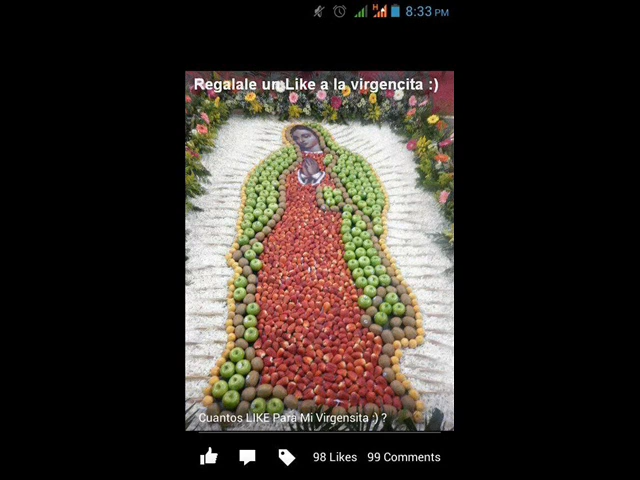 H
8:33 PM
Regalale un Like a la virgencita :)
Cuantos LIKE Para Mi Virgensita :) ?
98 Likes 99 Comments